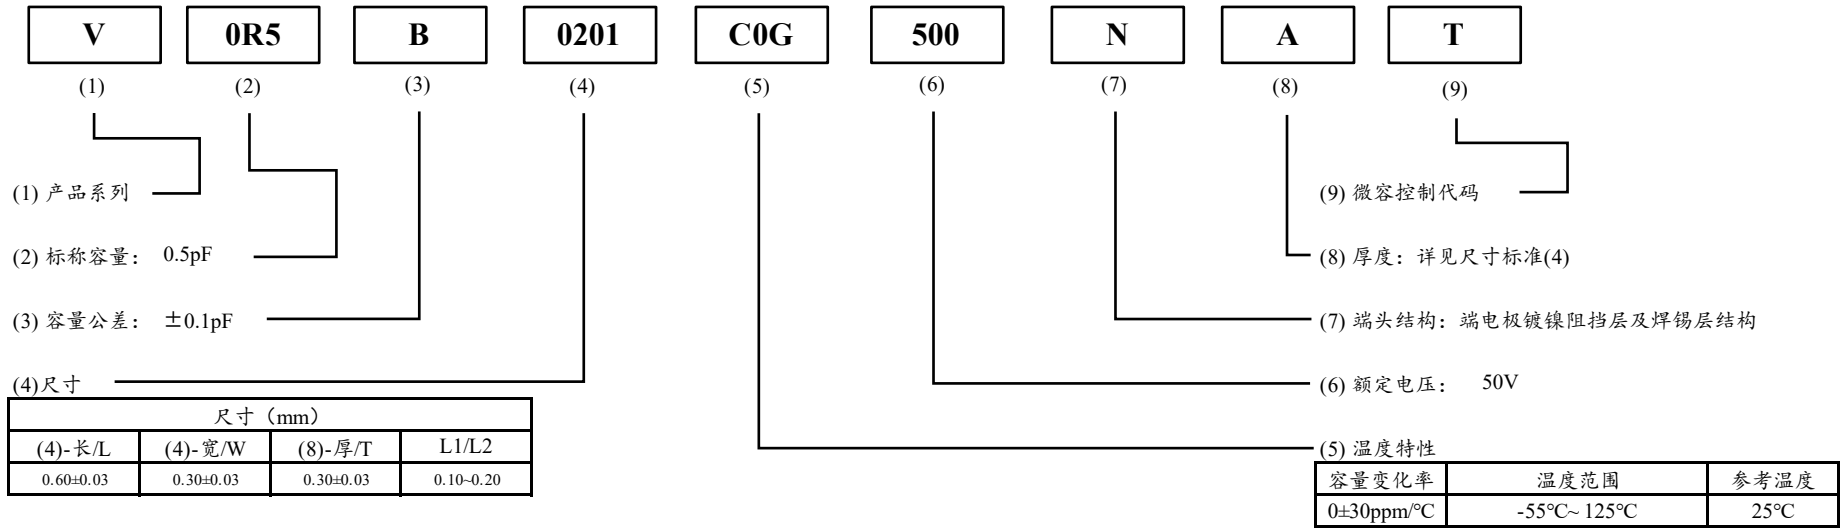 V 0R5 B 0201 C0G 500 N A T
(1) (2) (3) (4) (5) (6) (7) (8) (9)
(1) 产品系列
(9) 微容控制代码
(2) 标称容量: 0.5pF
(8) 厚度: 详见尺寸标准(4)
(3) 容量公差: ±0.1pF
(7) 端头结构: 端电极镀镍阻挡层及焊锡层结构
(4)尺寸
(6) 额定电压: 50V
尺寸（mm）
(4)-长/L (4)-宽/W (8)-厚/T L1/L2
0.60±0.03 0.30±0.03 0.30±0.03 0.10~0.20
(5) 温度特性
容量变化率 温度范围 参考温度
0±30ppm/°C -55°C~ 125°C 25°C